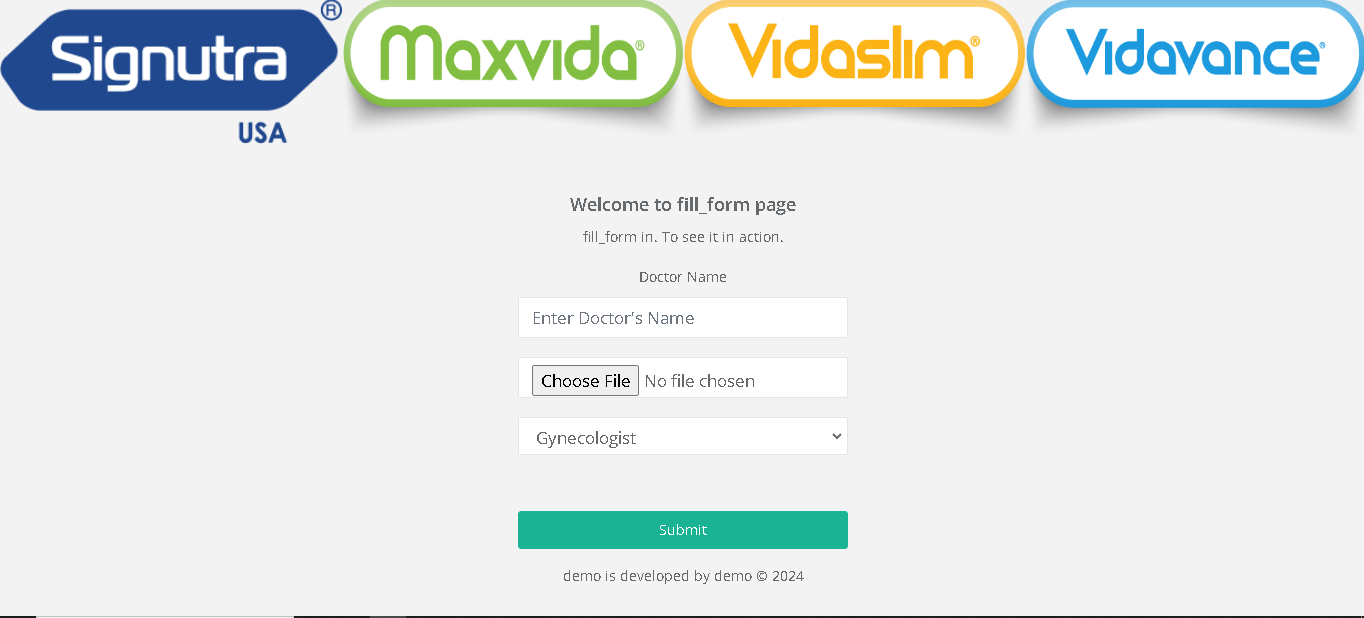 Signutra®
USA
Maxvida®
Vidaslim®
Vidavance®
Welcome to fill_form page
fill_form in. To see it in action.
Doctor Name
Enter Doctor's Name
Choose File No file chosen
Gynecologist
Submit
demo is developed by demo © 2024